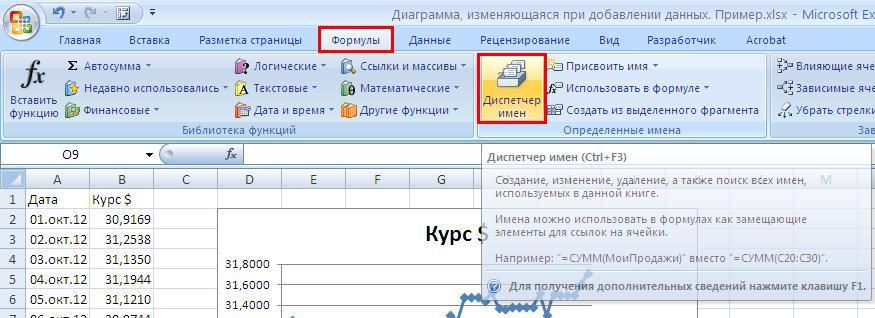 Диаграмма, изменяющаяся при добавлении данных. Пример.xlsx - Microsoft Ex
Главная Вставка Разметка страницы Формулы Данные Рецензирование Вид Разработчик Acrobat
fx Вставить функцию
Σ Автосумма
Недавно использовались
Финансовые
Логические
Текстовые
Дата и время
Ссылки и массивы
Математические
Другие функции
Библиотека функций
Диспетчер имен
Присвоить имя
Использовать в формуле
Создать из выделенного фрагмента
Определенные имена
Влияющие яче
Зависимые яче
Убрать стрелки
Зав
O9 fx
Диспетчер имен (Ctrl+F3)
Создание, изменение, удаление, а также поиск всех имен, используемых в данной книге.
Имена можно использовать в формулах как замещающие элементы для ссылок на ячейки.
Например: "=СУММ(МоиПродажи)" вместо "=СУММ(C20:C30)".
Для получения дополнительных сведений нажмите клавишу F1.
A B C D E F G H I M
1 Дата Курс $
2 01.окт.12 30,9169
3 02.окт.12 31,2538
4 03.окт.12 31,1350
5 04.окт.12 31,1944
6 05.окт.12 31,1210
Курс $
31,8000
31,6000
31,4000